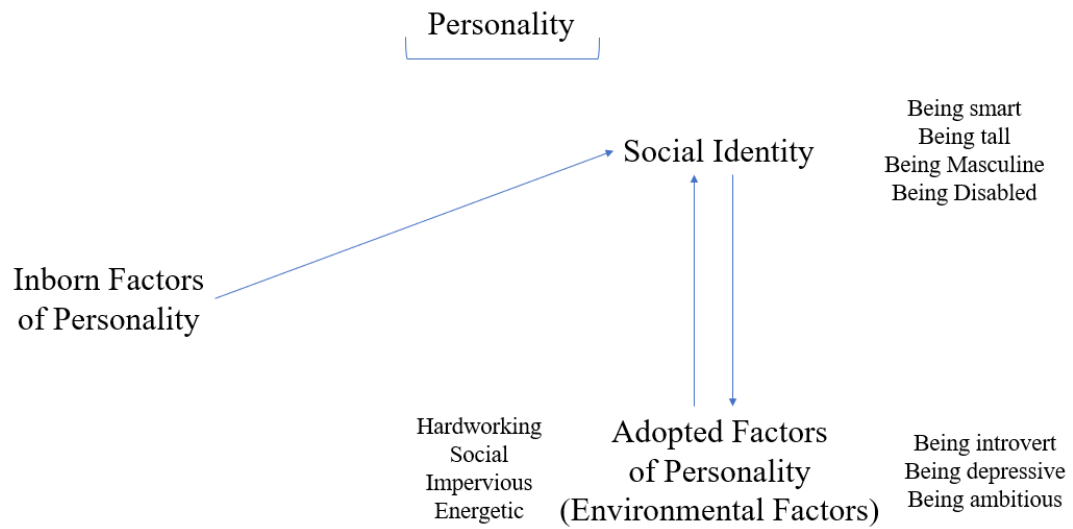 Personality
Social Identity
Being smart
Being tall
Being Masculine
Being Disabled
Inborn Factors
of Personality
Hardworking
Social
Impervious
Energetic
Adopted Factors
of Personality
(Environmental Factors)
Being introvert
Being depressive
Being ambitious